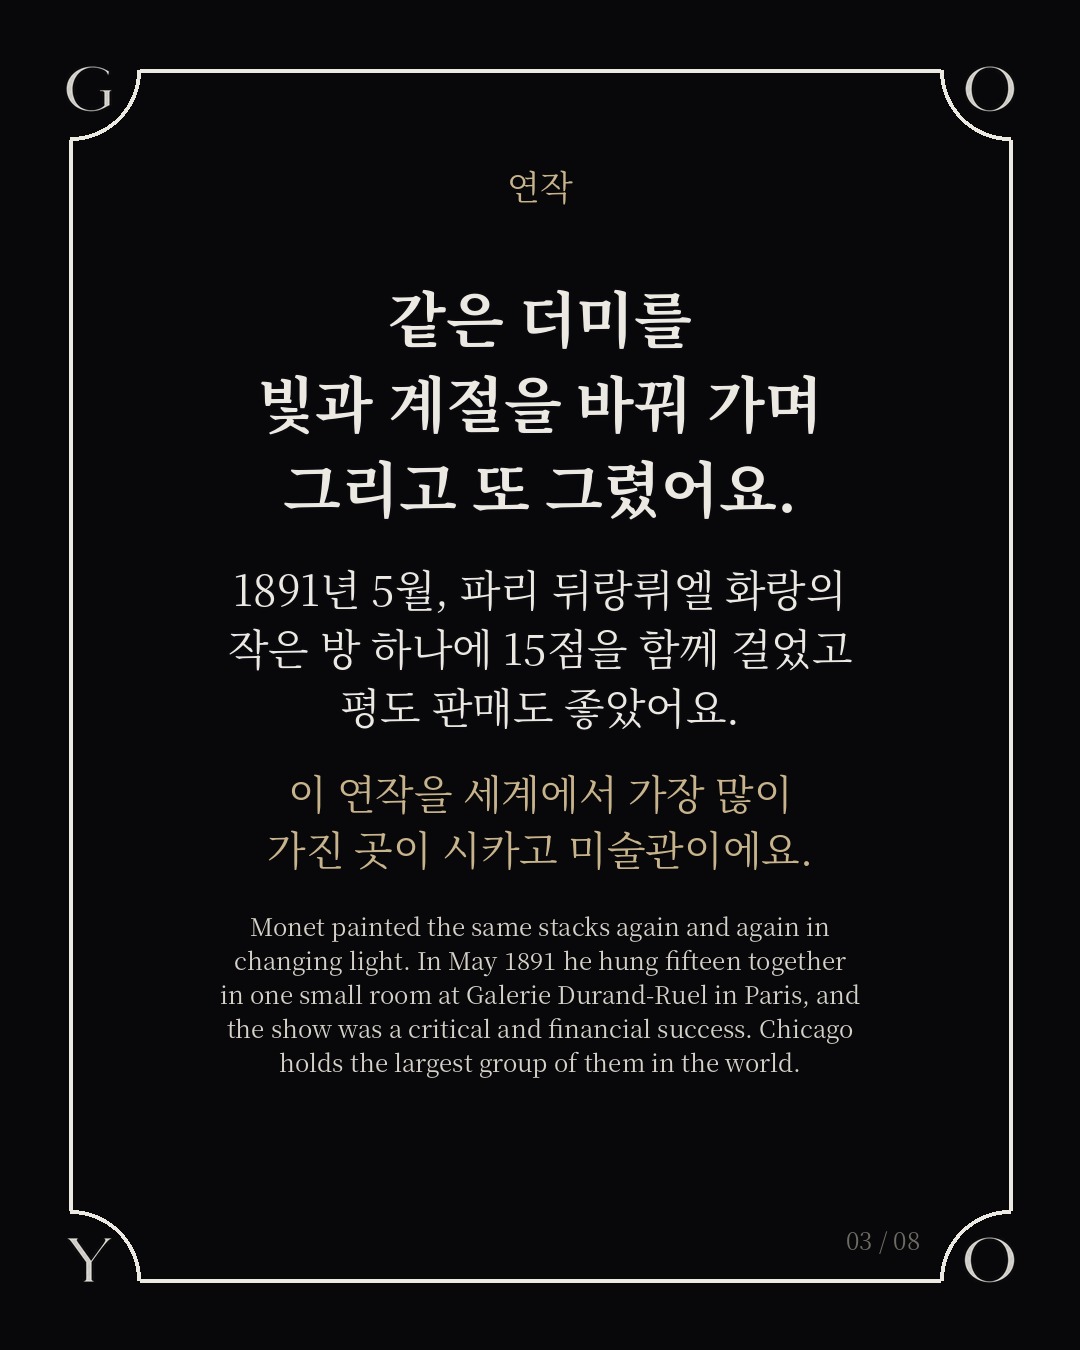 G O
연작
같은 더미를
빛과 계절을 바꿔 가며
그리고 또 그렸어요.
1891년 5월, 파리 뒤랑뤼엘 화랑의
작은 방 하나에 15점을 함께 걸었고
평도 판매도 좋았어요.
이 연작을 세계에서 가장 많이
가진 곳이 시카고 미술관이에요.
Monet painted the same stacks again and again in
changing light. In May 1891 he hung fifteen together
in one small room at Galerie Durand-Ruel in Paris, and
the show was a critical and financial success. Chicago
holds the largest group of them in the world.
03 / 08
Y O